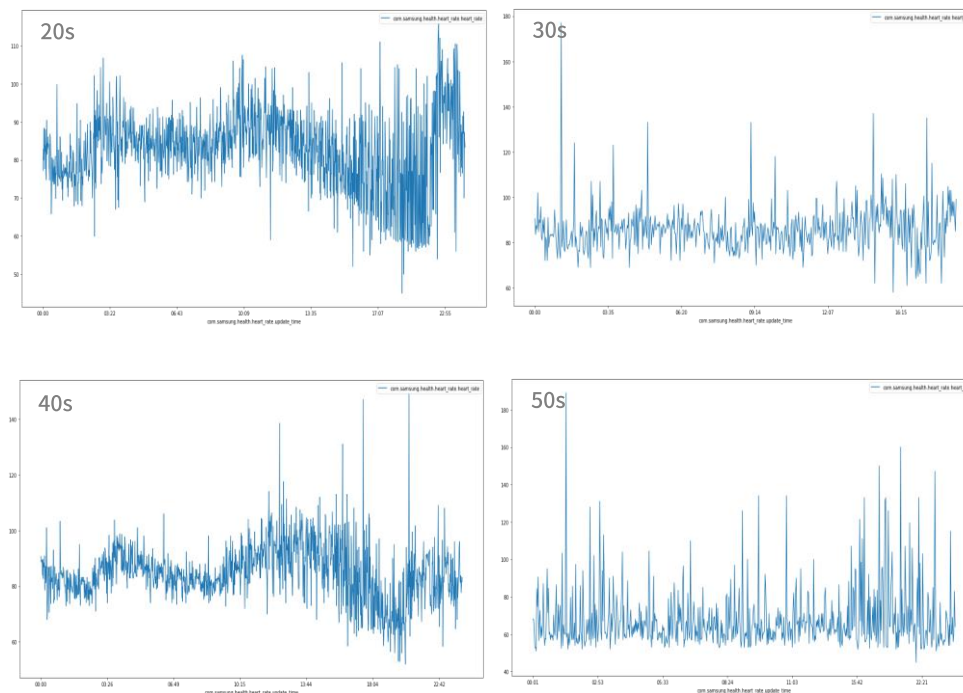 20s
com.samsung.health.heart_rate.heart_rate
110
100
90
80
70
60
50
00:00 03:22 06:43 10:09 13:35 17:07 22:55
com.samsung.health.heart_rate.update_time
30s
com.samsung.health.heart_rate.heart
180
160
140
120
100
80
60
00:00 03:35 06:20 09:14 12:07 16:15
com.samsung.health.heart_rate.update_time
40s
com.samsung.health.heart_rate.heart_rate
140
120
100
80
60
00:00 03:26 06:49 10:15 13:44 18:04 22:42
com.samsung.health.heart_rate.update_time
50s
com.samsung.health.heart_rate.heart
180
160
140
120
100
80
60
40
00:01 02:53 05:33 08:24 11:03 15:42 22:21
com.samsung.health.heart_rate.update_time